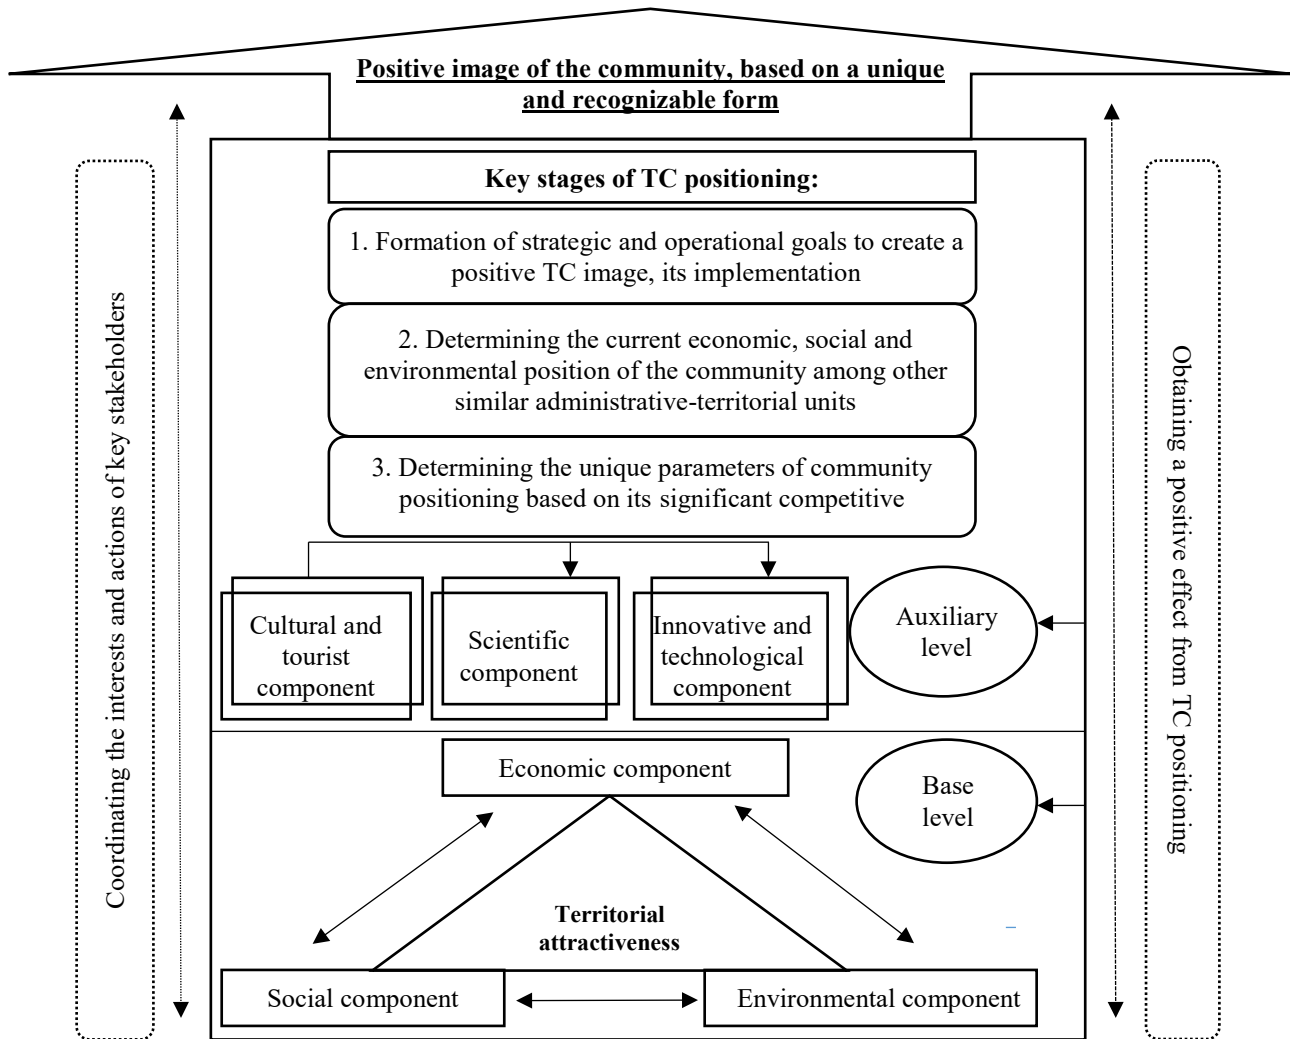 Positive image of the community, based on a unique
and recognizable form
Key stages of TC positioning:
1. Formation of strategic and operational goals to create a
positive TC image, its implementation
2. Determining the current economic, social and
environmental position of the community among other
similar administrative-territorial units
3. Determining the unique parameters of community
positioning based on its significant competitive
Coordinating the interests and actions of key stakeholders
Obtaining a positive effect from TC positioning
Cultural and
tourist
component
Scientific
component
Innovative and
technological
component
Auxiliary
level
Economic component
Base
level
Territorial
attractiveness
Social component
Environmental component